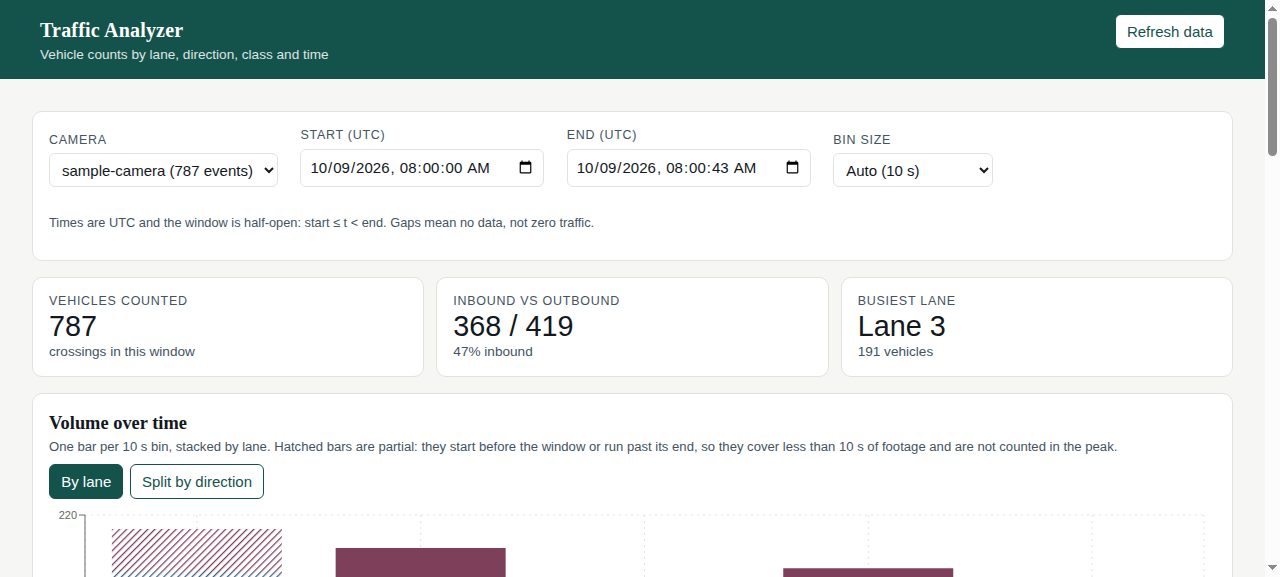 Traffic Analyzer
Vehicle counts by lane, direction, class and time
Refresh data
CAMERA
START (UTC)
END (UTC)
BIN SIZE
sample-camera (787 events)
10/09/2026, 08:00:00 AM
10/09/2026, 08:00:43 AM
Auto (10 s)
Times are UTC and the window is half-open: start ≤ t < end. Gaps mean no data, not zero traffic.
VEHICLES COUNTED
787
crossings in this window
INBOUND VS OUTBOUND
368 / 419
47% inbound
BUSIEST LANE
Lane 3
191 vehicles
Volume over time
One bar per 10 s bin, stacked by lane. Hatched bars are partial: they start before the window or run past its end, so they cover less than 10 s of footage and are not counted in the peak.
By lane
Split by direction
220